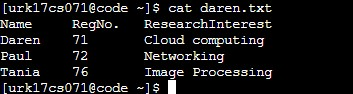 [urk17cs071@code ~]$ cat daren.txt
Name RegNo. ResearchInterest
Daren 71 Cloud computing
Paul 72 Networking
Tania 76 Image Processing
[urk17cs071@code ~]$